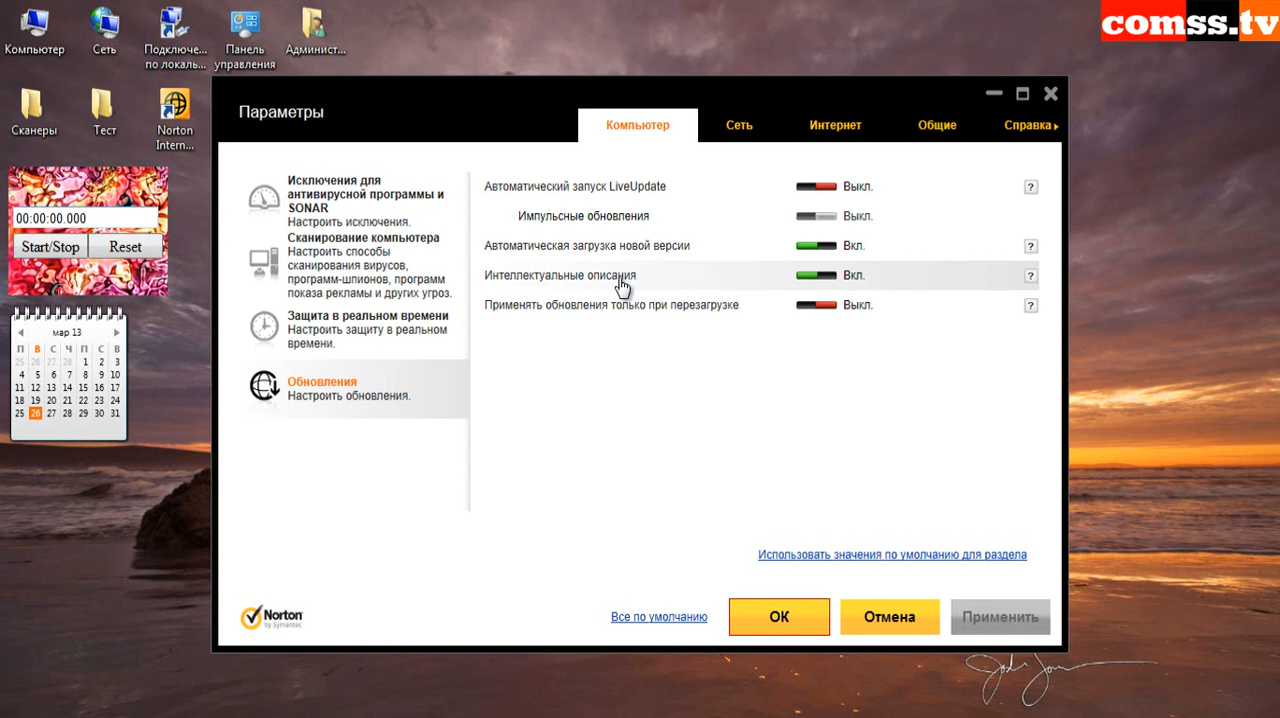 comss.tv
Компьютер
Сеть
Подключе...
по локаль...
Панель
управления
Админист...
Сканеры
Тест
Norton
Intern...
00:00:00.000
Start/Stop
Reset
мар 13
П В С Ч П С В
25 26 27 28 1 2 3
4 5 6 7 8 9 10
11 12 13 14 15 16 17
18 19 20 21 22 23 24
25 26 27 28 29 30 31
Параметры
Компьютер
Сеть
Интернет
Общие
Справка
Исключения для
антивирусной программы и
SONAR
Настроить исключения.
Сканирование компьютера
Настроить способы
сканирования вирусов,
программ-шпионов, программ
показа рекламы и других угроз.
Защита в реальном времени
Настроить защиту в реальном
времени.
Обновления
Настроить обновления.
Автоматический запуск LiveUpdate Выкл. ?
Импульсные обновления Выкл.
Автоматическая загрузка новой версии Вкл. ?
Интеллектуальные описания Вкл. ?
Применять обновления только при перезагрузке Выкл. ?
Использовать значения по умолчанию для раздела
Norton
by Symantec
Все по умолчанию
ОК
Отмена
Применить